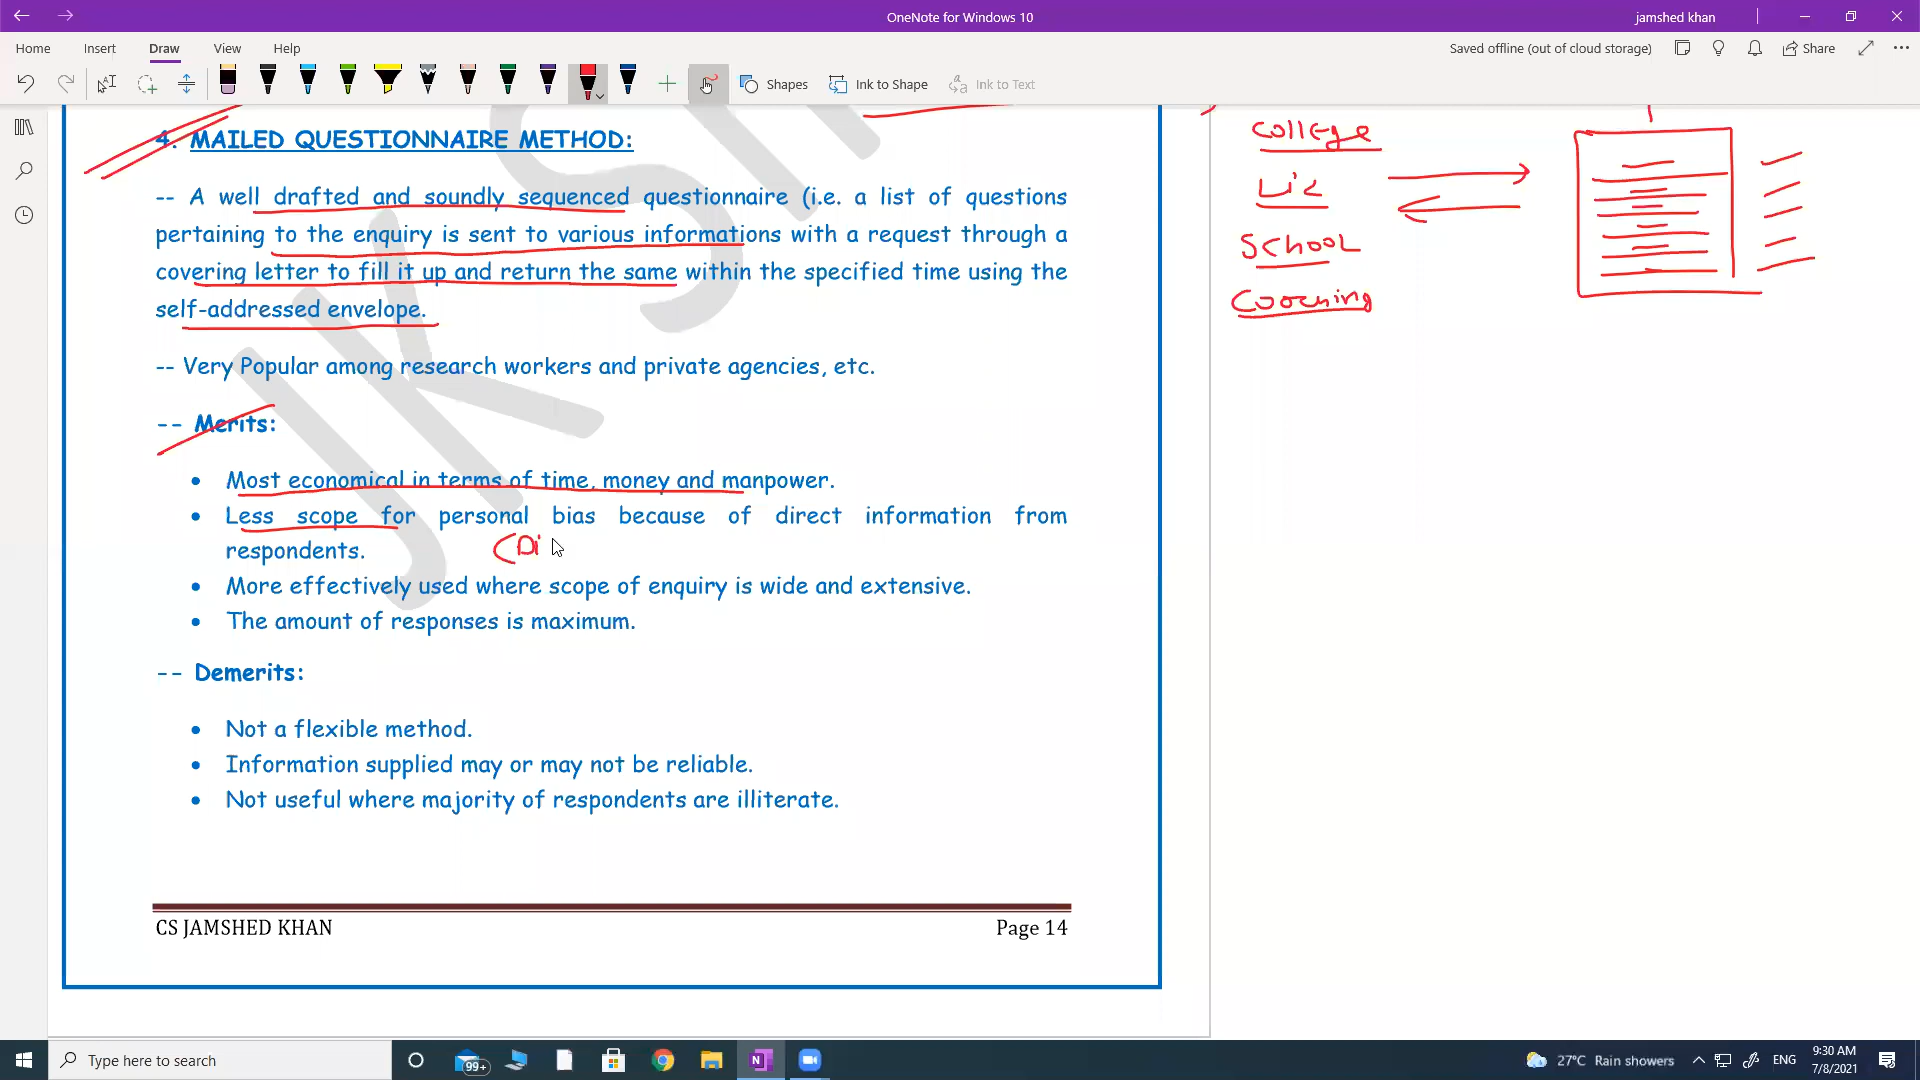 OneNote for Windows 10
jamshed khan
Home Insert Draw View Help
Saved offline (out of cloud storage)
Share
Shapes
Ink to Shape
Ink to Text
4. MAILED QUESTIONNAIRE METHOD:
-- A well drafted and soundly sequenced questionnaire (i.e. a list of questions
pertaining to the enquiry is sent to various informations with a request through a
covering letter to fill it up and return the same within the specified time using the
self-addressed envelope.
-- Very Popular among research workers and private agencies, etc.
-- Merits:
• Most economical in terms of time, money and manpower.
• Less scope for personal bias because of direct information from
respondents.
(Di
• More effectively used where scope of enquiry is wide and extensive.
• The amount of responses is maximum.
-- Demerits:
• Not a flexible method.
• Information supplied may or may not be reliable.
• Not useful where majority of respondents are illiterate.
CS JAMSHED KHAN
Page 14
College
Lic
School
JKSH
Type here to search
99+
27°C Rain showers
ENG
9:30 AM
7/8/2021